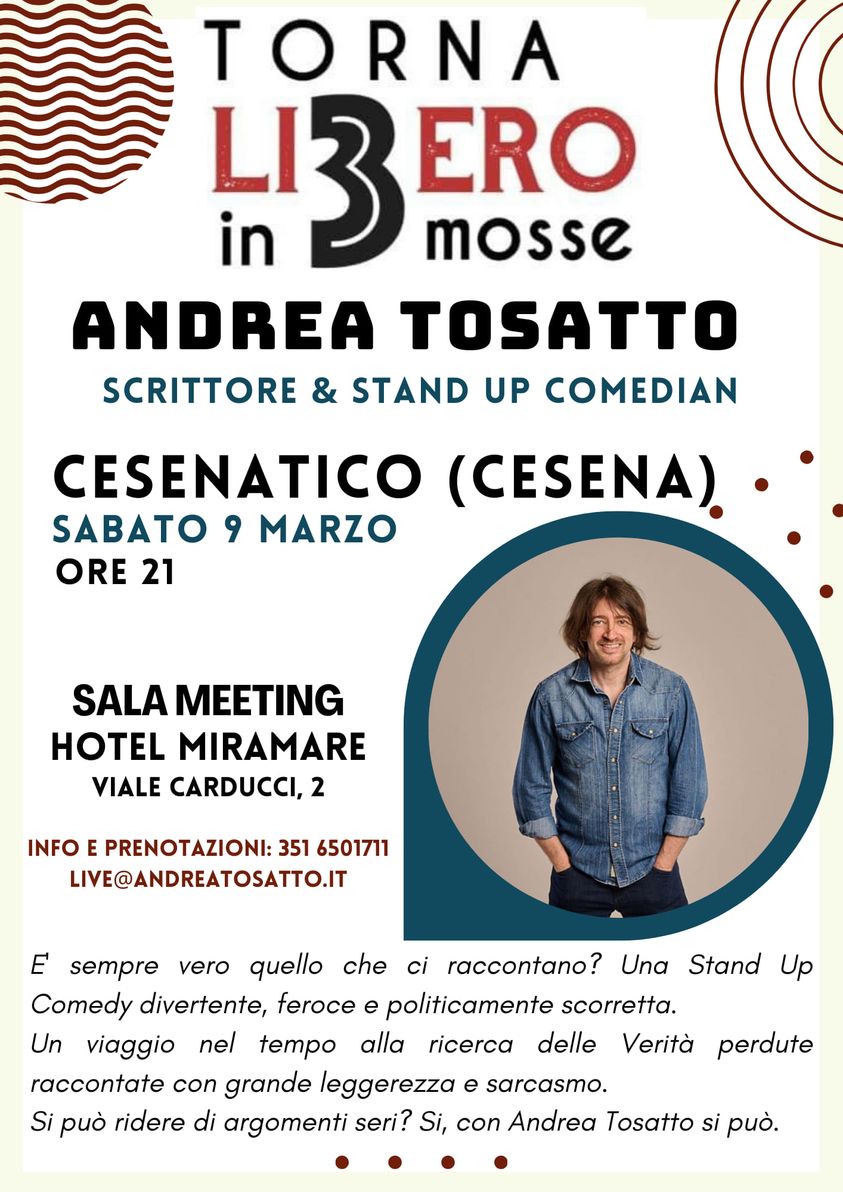 TORNA
LI3ERO
in 3 mosse
ANDREA TOSATTO
SCRITTORE & STAND UP COMEDIAN
CESENATICO (CESENA)
SABATO 9 MARZO
ORE 21
SALA MEETING
HOTEL MIRAMARE
VIALE CARDUCCI, 2
INFO E PRENOTAZIONI: 351 6501711
LIVE@ANDREATOSATTO.IT
E' sempre vero quello che ci raccontano? Una Stand Up
Comedy divertente, feroce e politicamente scorretta.
Un viaggio nel tempo alla ricerca delle Verità perdute
raccontate con grande leggerezza e sarcasmo.
Si può ridere di argomenti seri? Si, con Andrea Tosatto si può.